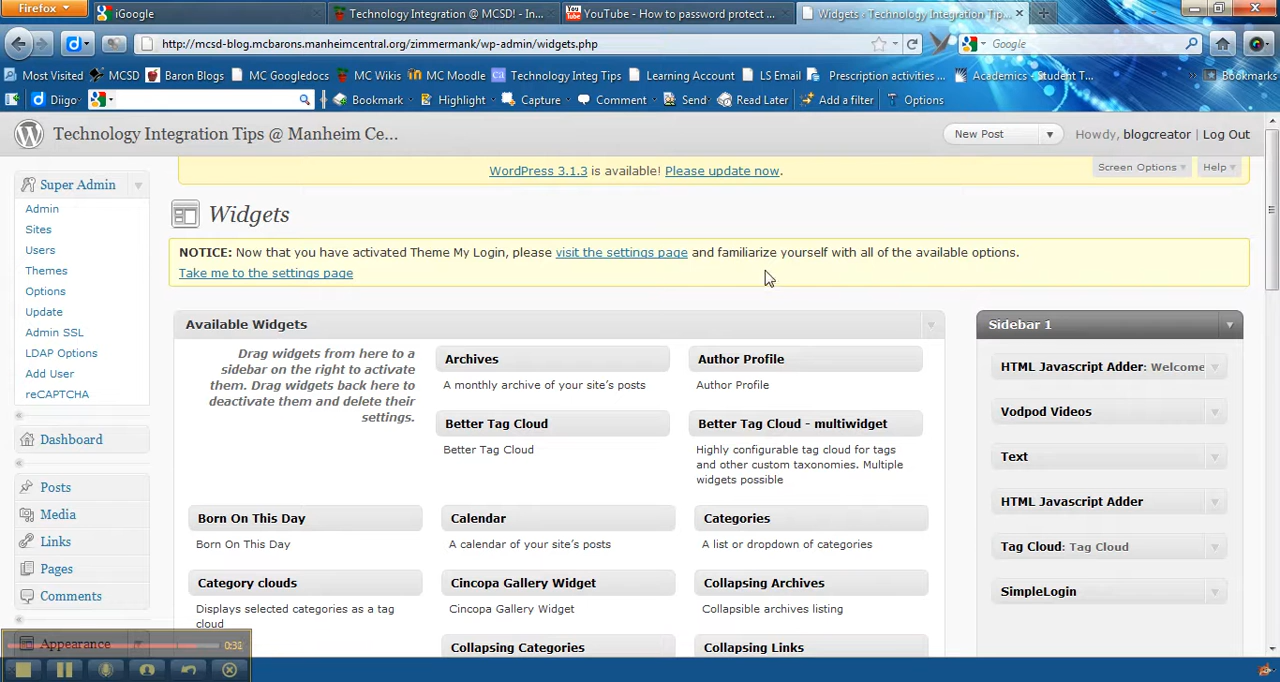 Firefox
iGoogle
Technology Integration @ MCSD! - In...
YouTube - How to password protect ...
Widgets ‹ Technology Integration Tip...
http://mcsd-blog.mcbarons.manheimcentral.org/zimmermank/wp-admin/widgets.php
Google
Most Visited
MCSD
Baron Blogs
MC Googledocs
MC Wikis
MC Moodle
Technology Integ Tips
Learning Account
LS Email
Prescription activities ...
Academics - Student T...
Bookmarks
Diigo
Bookmark
Highlight
Capture
Comment
Send
Read Later
Add a filter
Options
Technology Integration Tips @ Manheim Ce...
New Post
Howdy, blogcreator | Log Out
WordPress 3.1.3 is available! Please update now.
Screen Options
Help
Super Admin
Admin
Sites
Users
Themes
Options
Update
Admin SSL
LDAP Options
Add User
reCAPTCHA
Dashboard
Posts
Media
Links
Pages
Comments
Appearance
0:31
Widgets
NOTICE: Now that you have activated Theme My Login, please visit the settings page and familiarize yourself with all of the available options.
Take me to the settings page
Available Widgets
Drag widgets from here to a
sidebar on the right to activate
them. Drag widgets back here to
deactivate them and delete their
settings.
Archives
A monthly archive of your site's posts
Author Profile
Author Profile
Better Tag Cloud
Better Tag Cloud
Better Tag Cloud - multiwidget
Highly configurable tag cloud for tags
and other custom taxonomies. Multiple
widgets possible
Born On This Day
Born On This Day
Calendar
A calendar of your site's posts
Categories
A list or dropdown of categories
Category clouds
Displays selected categories as a tag
cloud
Cincopa Gallery Widget
Cincopa Gallery Widget
Collapsing Archives
Collapsible archives listing
Collapsing Categories
Collapsing Links
Sidebar 1
HTML Javascript Adder: Welcome
Vodpod Videos
Text
HTML Javascript Adder
Tag Cloud: Tag Cloud
SimpleLogin